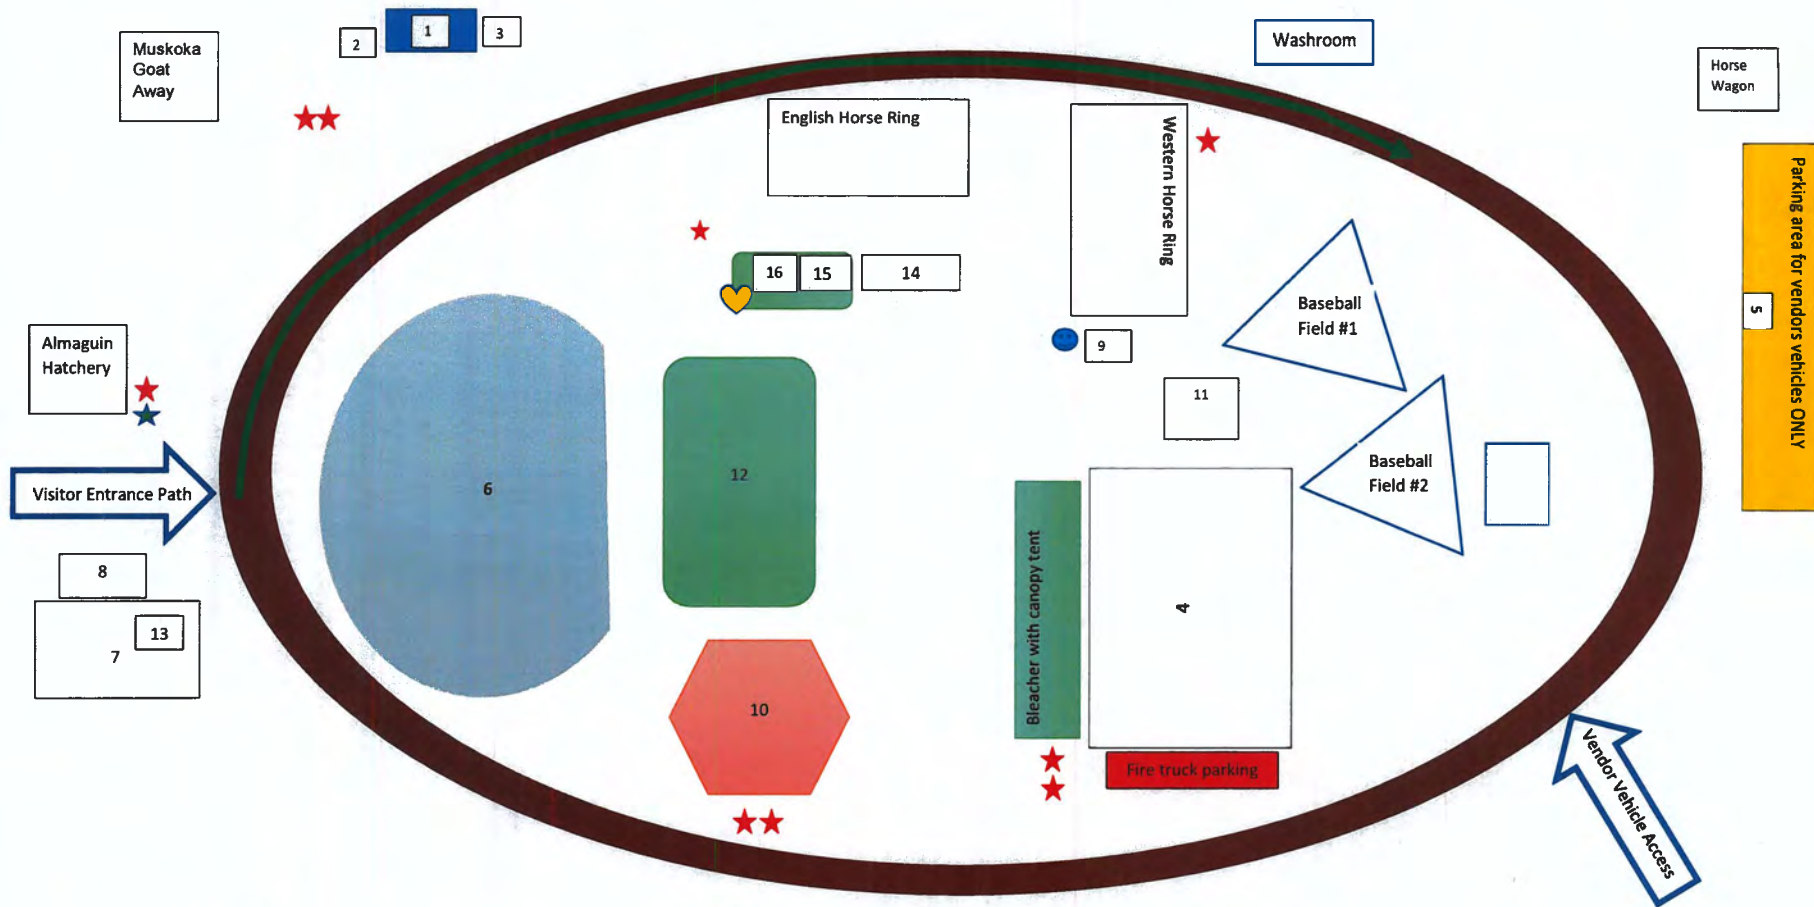 Muskoka
Goat
Away
2
1
3
Washroom
Horse
Wagon
English Horse Ring
Western Horse Ring
Parking area for vendors vehicles ONLY
5
16
15
14
Baseball
Field #1
9
Almaguin
Hatchery
11
Visitor Entrance Path
6
12
Baseball
Field #2
8
13
7
Bleacher with canopy tent
4
10
Fire truck parking
Vendor Vehicle Access